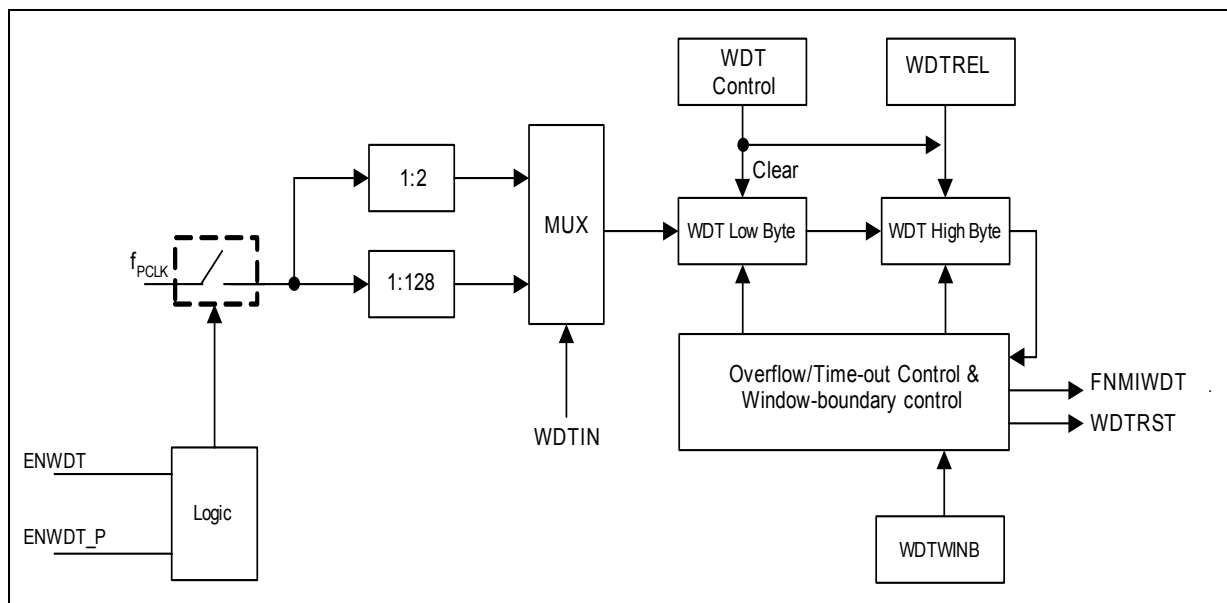 WDT
Control
WDTREL
Clear
1:2
MUX
WDT Low Byte
WDT High Byte
fPCLK
1:128
Overflow/Time-out Control &
Window-boundary control
FNMIWDT
.
WDTRST
WDTIN
ENWDT
Logic
ENWDT_P
WDTWINB